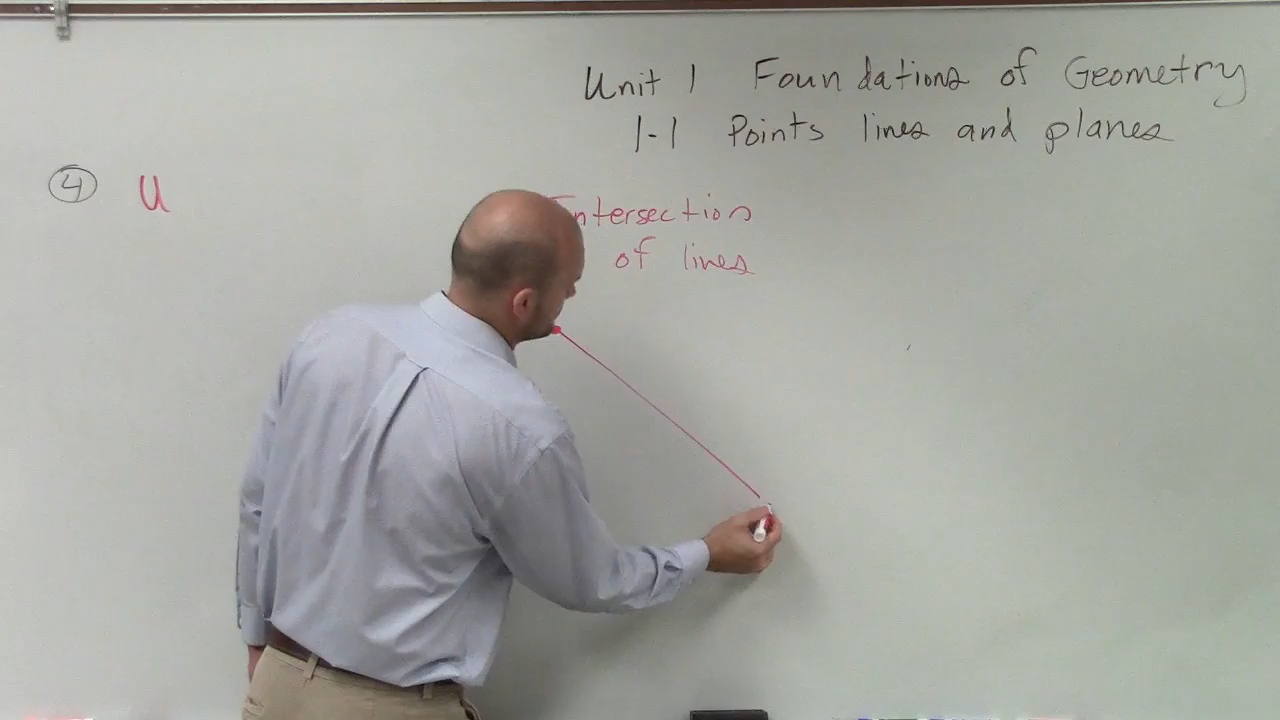 Unit 1 Foundations of Geometry
1-1 Points lines and planes
4 U
Intersection
of lines